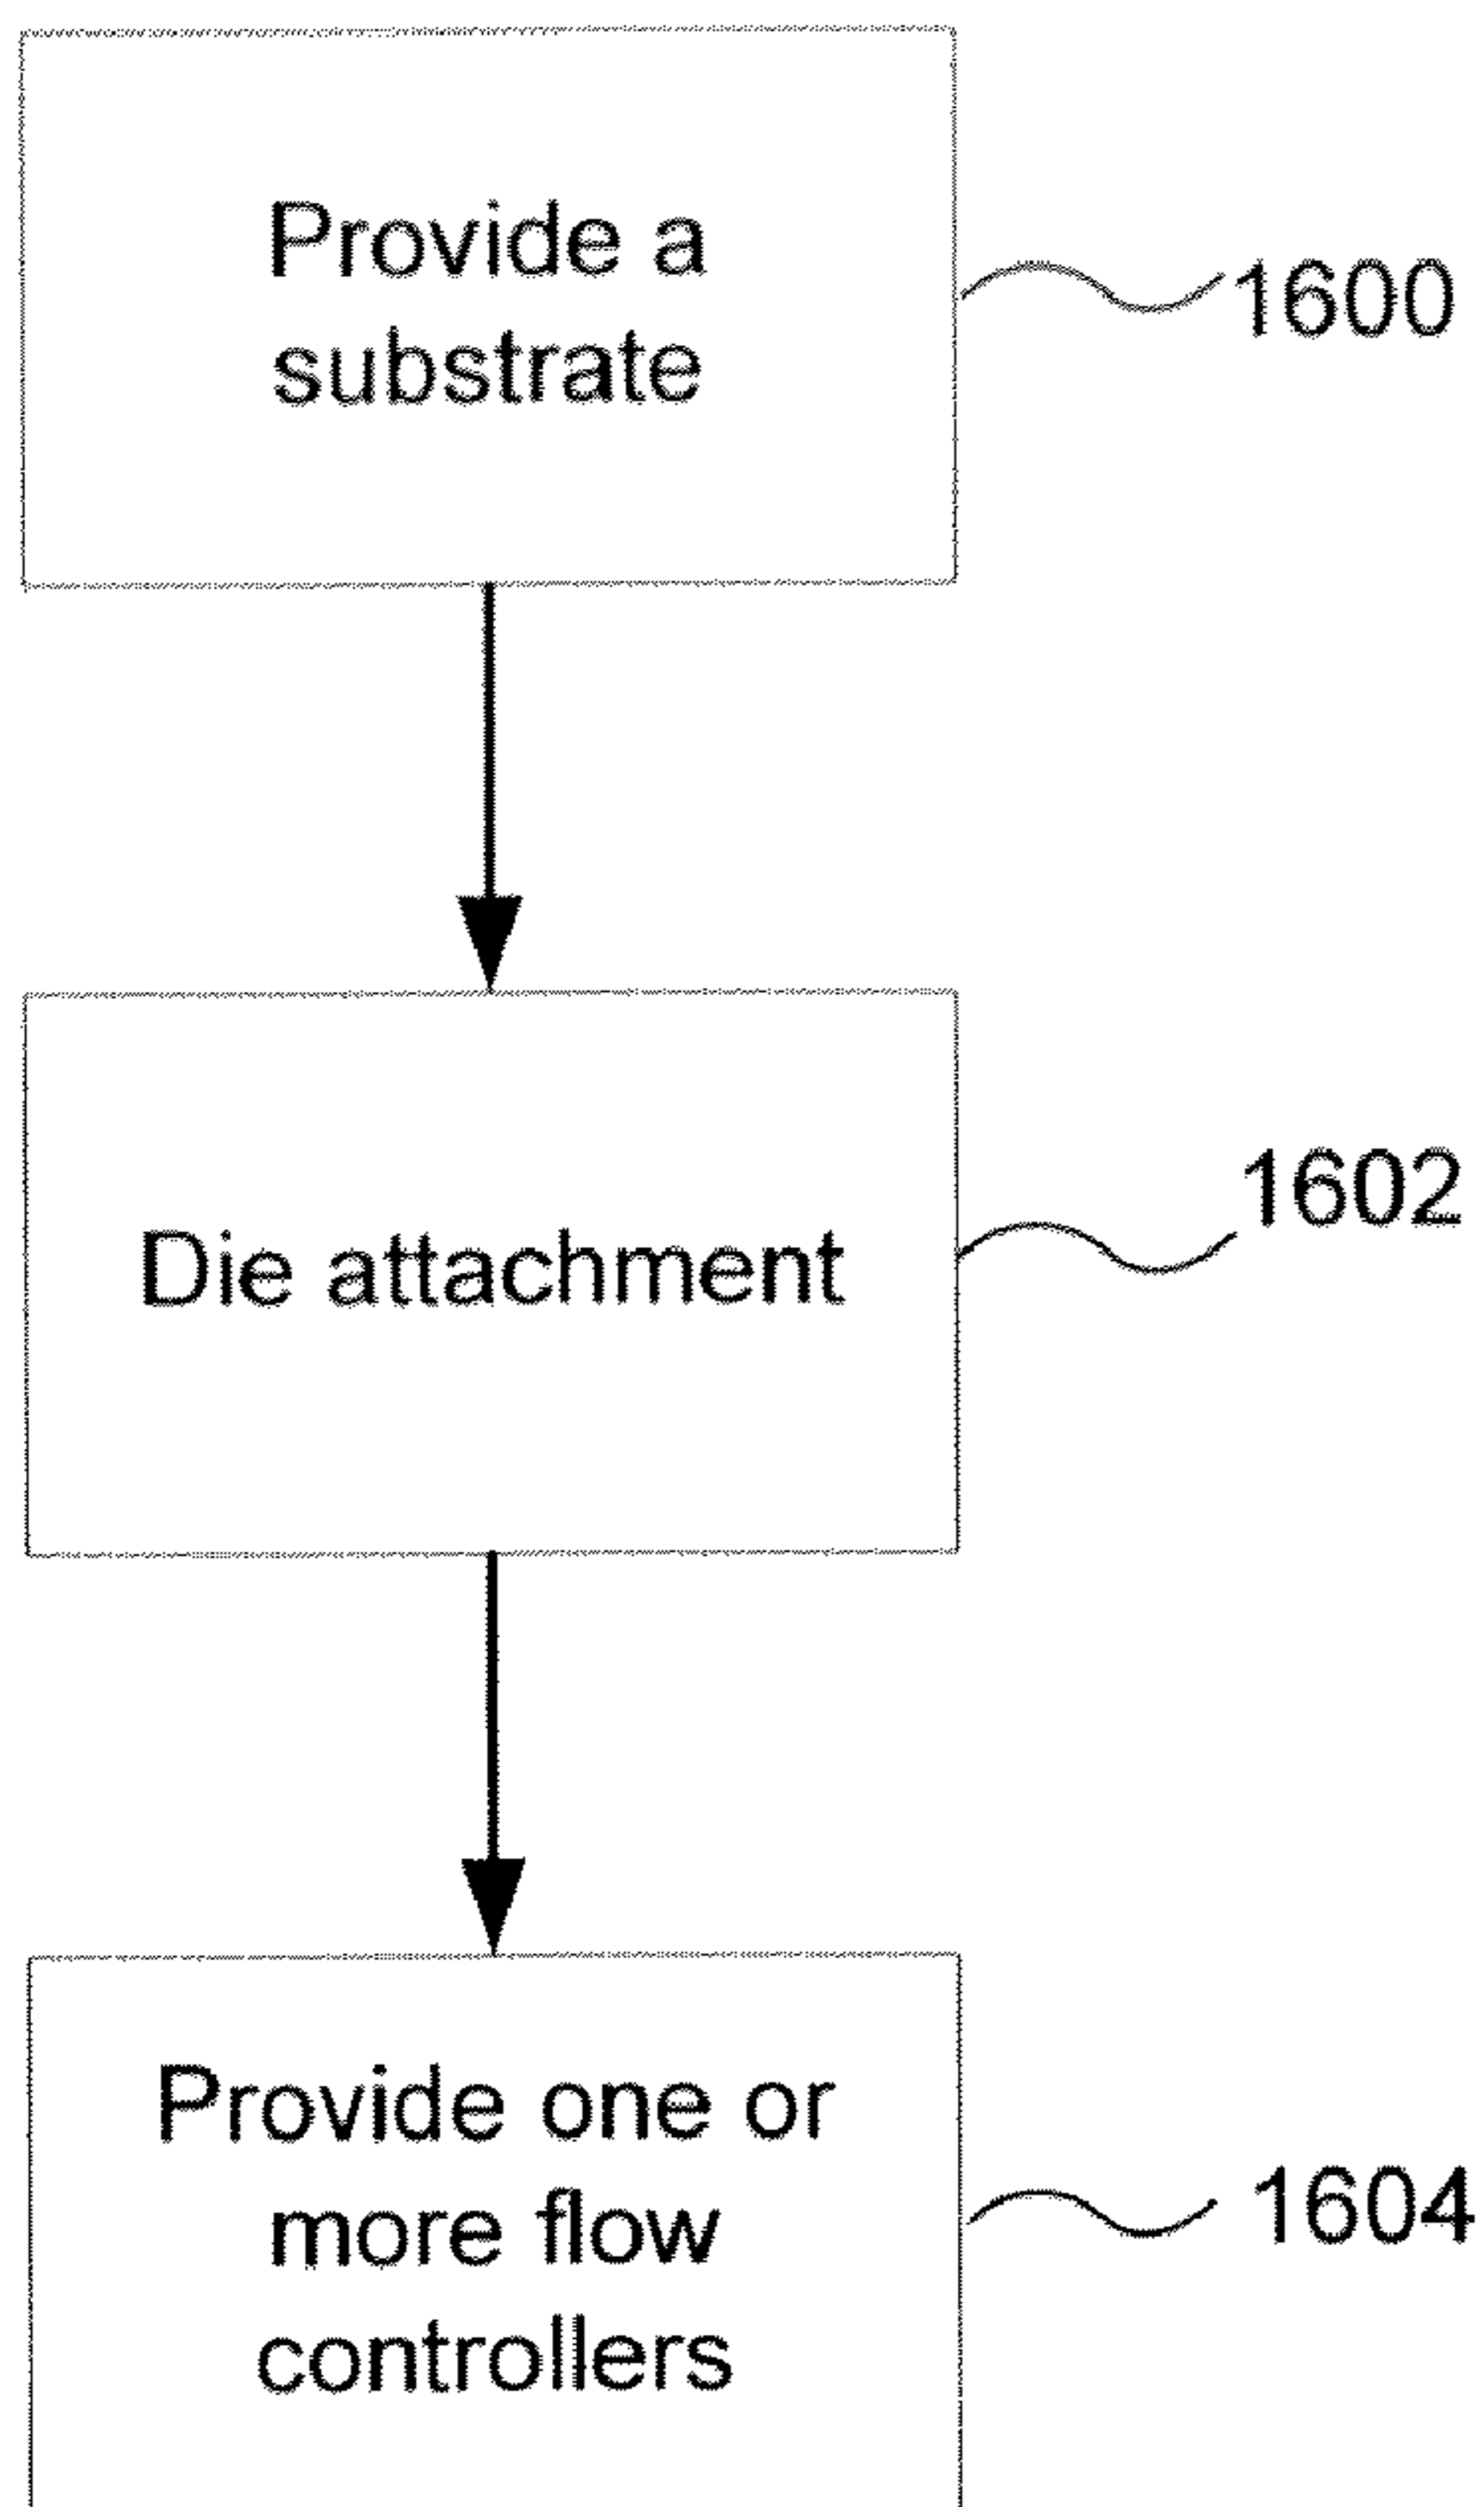 Provide a
substrate
1600
Die attachment
1602
Provide one or
more flow
controllers
1604